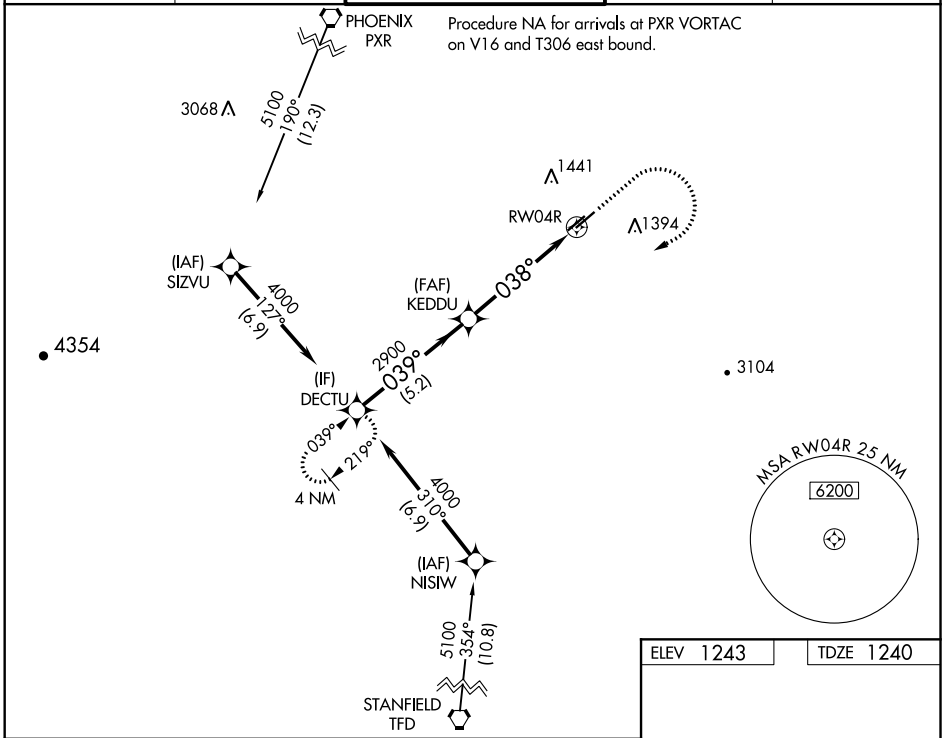 PHOENIX
PXR
Procedure NA for arrivals at PXR VORTAC
on V16 and T306 east bound.
3068
5100
190°
(12.3)
1441
RW04R
1394
(IAF)
SIZVU
4000
127°
(6.9)
(FAF)
KEDDU
038°
4354
2900
039°
(5.2)
3104
(IF)
DECTU
039°
219°
4 NM
4000
310°
(6.9)
MSA RW04R 25 NM
6200
(IAF)
NISIW
5100
354°
(10.8)
STANFIELD
TFD
ELEV 1243
TDZE 1240